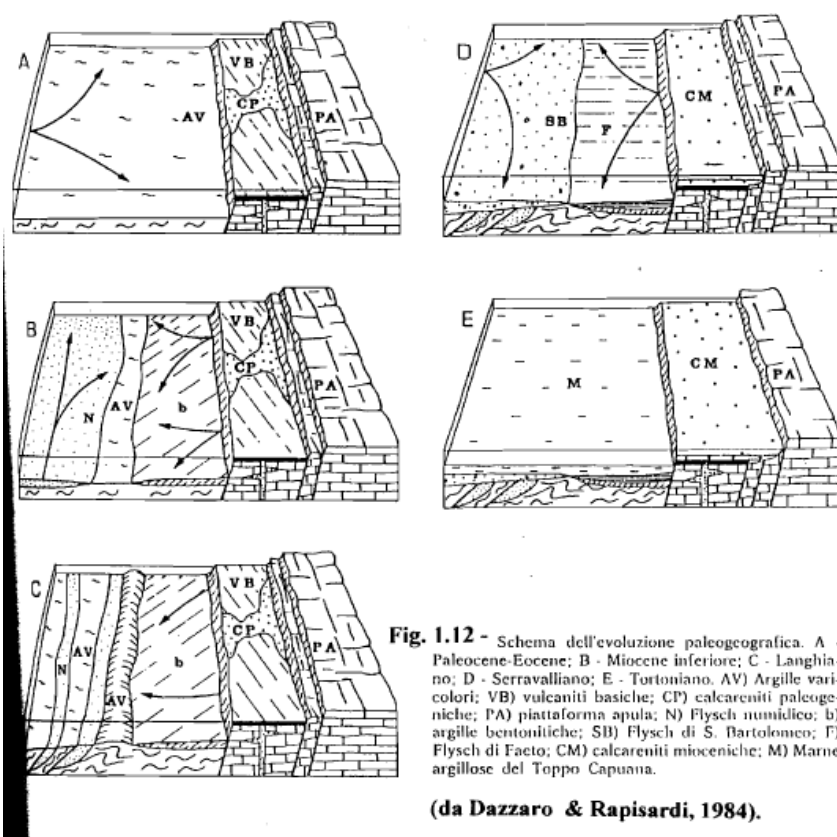 A
VB
CP
AV
PA
D
SB
F
CM
PA
B
VB
CP
N
AV
b
PA
E
M
CM
PA
C
VB
CP
N
AV
AV
b
PA
Fig. 1.12 - Schema dell'evoluzione paleogeografica. A -
Paleocene-Eocene; B - Miocene inferiore; C - Langhia-
no; D - Serravalliano; E - Tortoniano. AV) Argille vari-
colori; VB) vulcaniti basiche; CP) calcareniti paleoge-
niche; PA) piattaforma apula; N) Flysch numidico; b)
argille bentonitiche; SB) Flysch di S. Bartolomeo; F)
Flysch di Faeto; CM) calcareniti mioceniche; M) Marne
argillose del Toppo Capuana.
(da Dazzaro & Rapisardi, 1984).